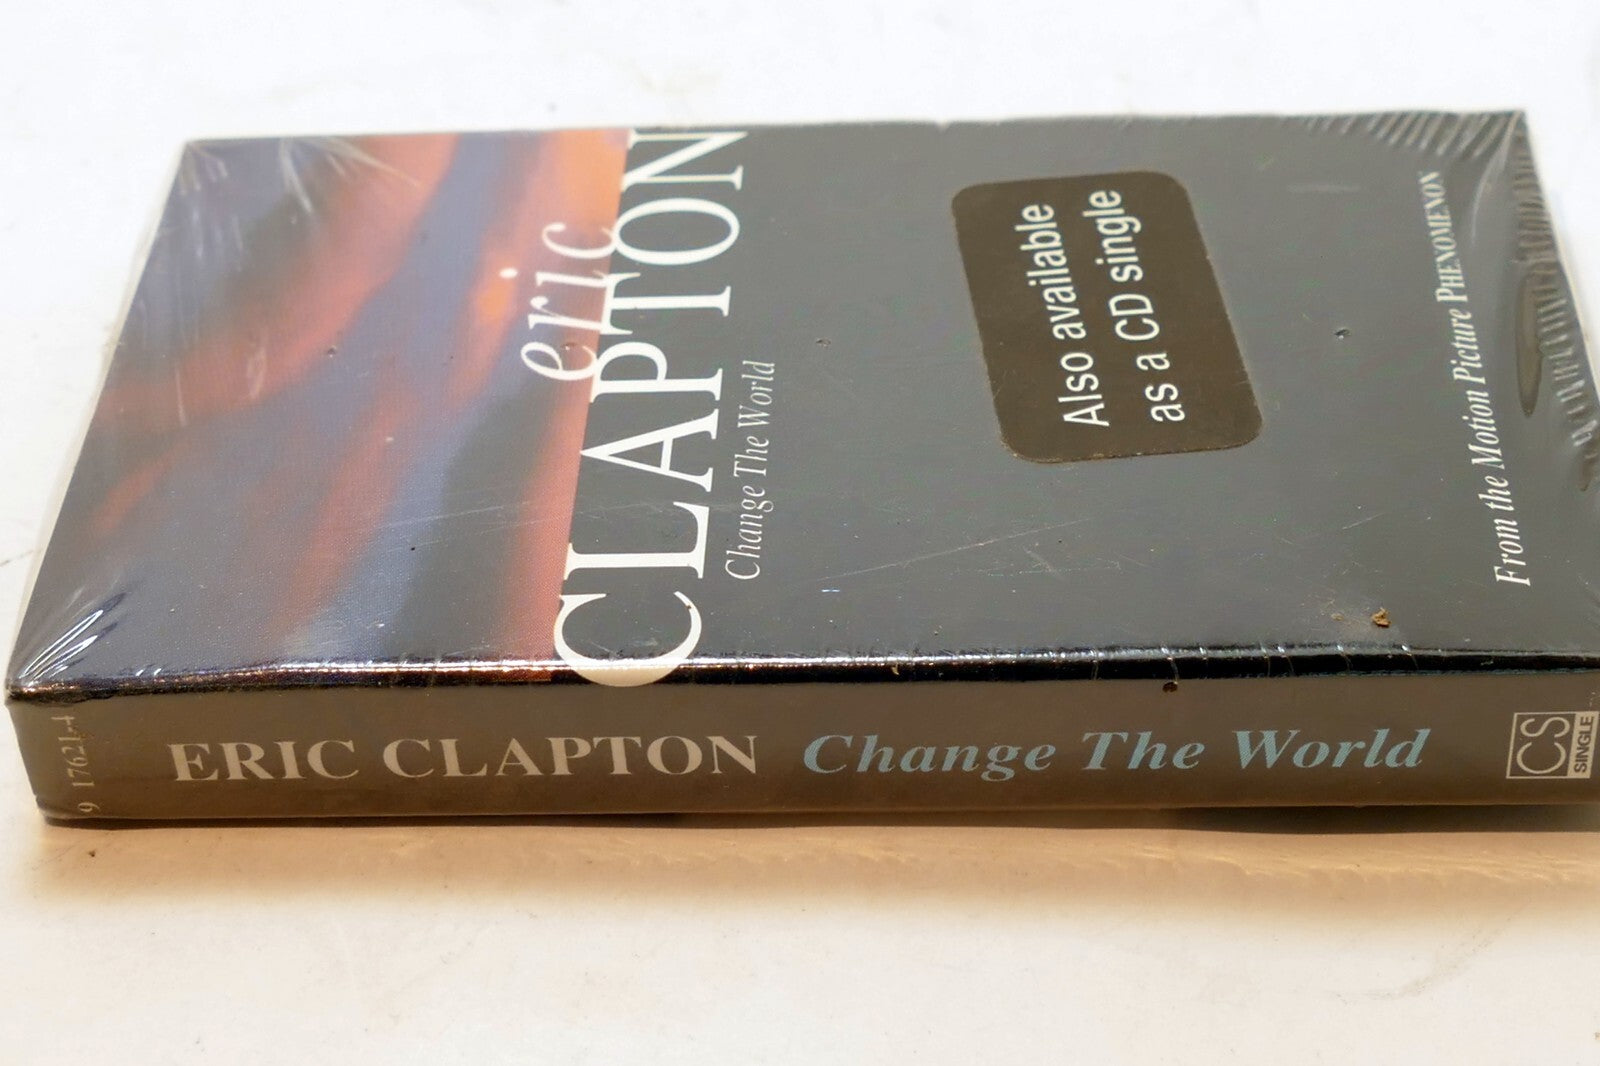 eric
CLAPTON
Change The World
Also available
as a CD single
From the Motion Picture PHENOMENON
9 17621-4
ERIC CLAPTON Change The World
CS
SINGLE